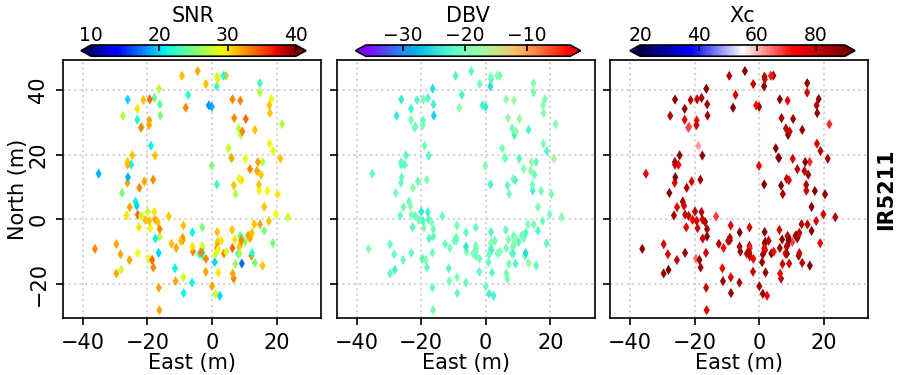 SNR DBV Xc
10 20 30 40 −30 −20 −10 20 40 60 80
North (m)
40
20
0
−20
−40 −20 0 20 −40 −20 0 20 −40 −20 0 20
East (m) East (m) East (m)
IR5211